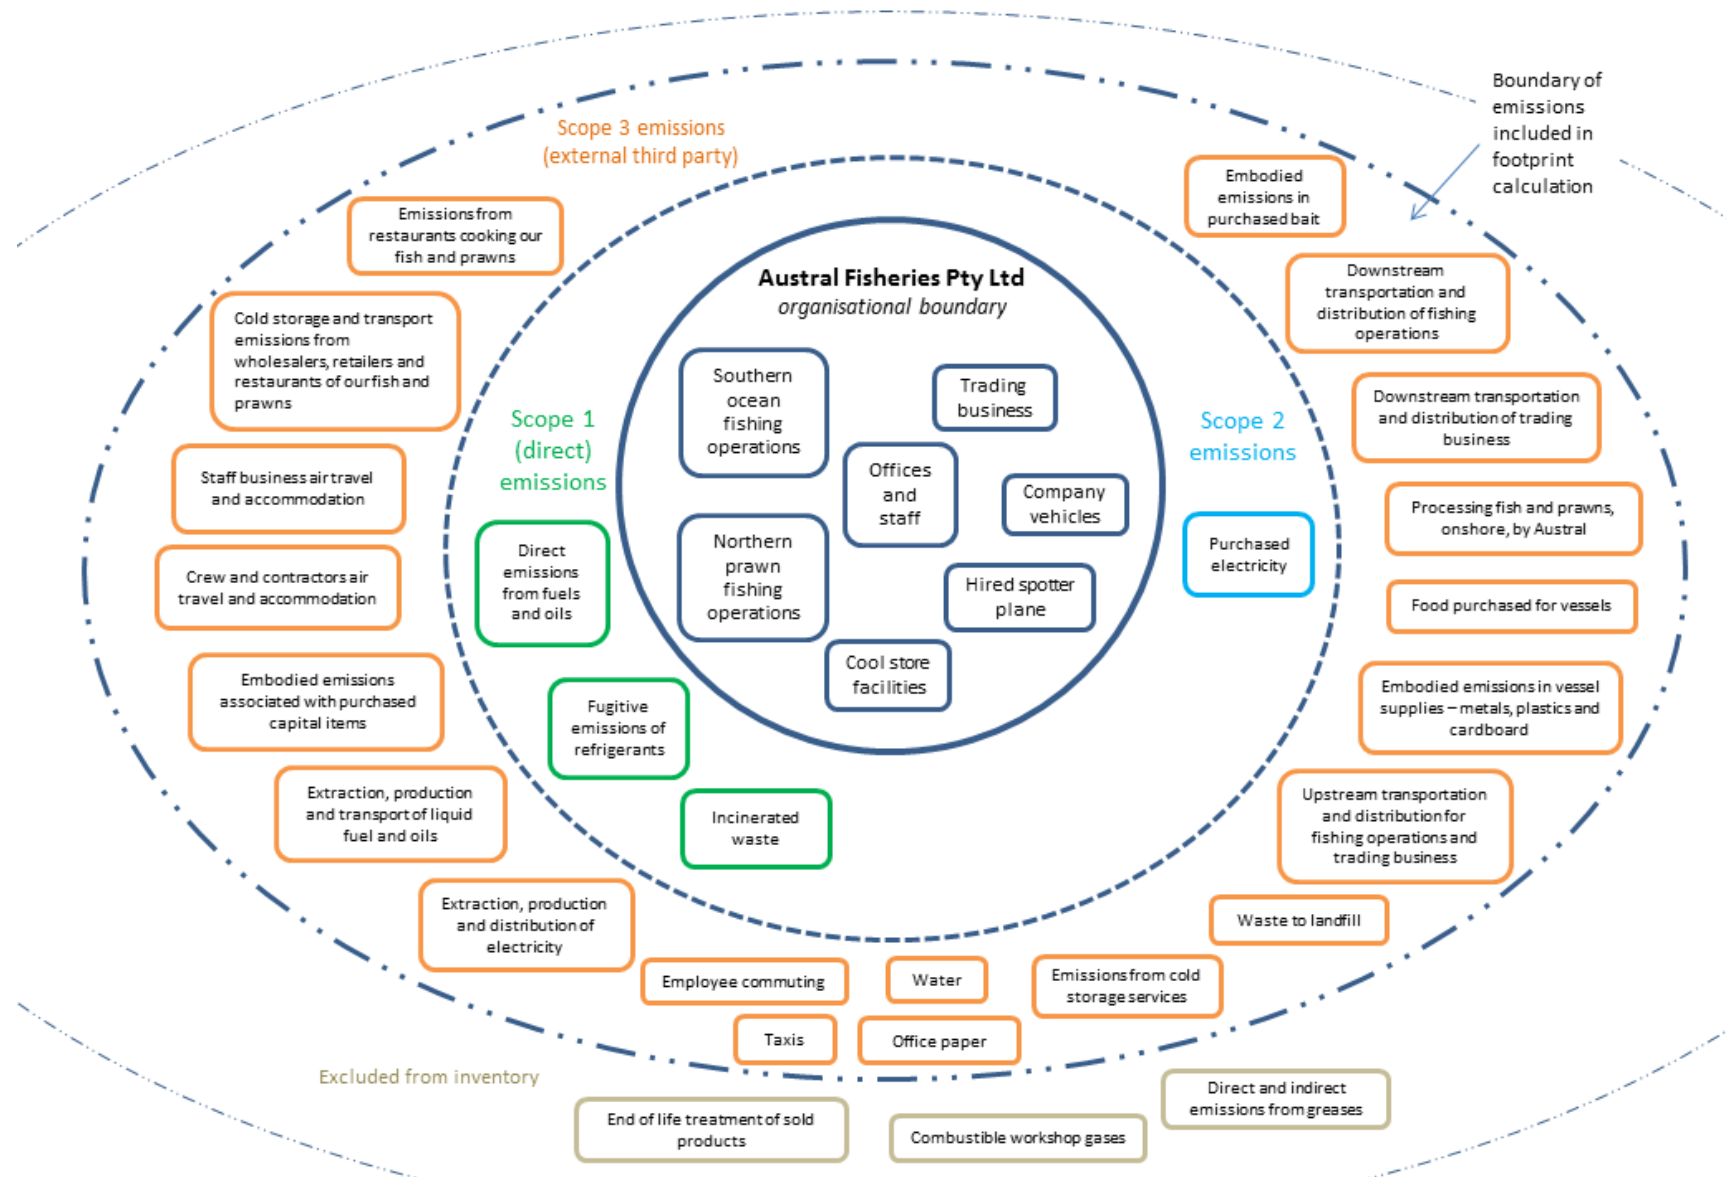 Boundary of
emissions
included in
footprint
calculation
Scope 3 emissions
(external third party)
Embodied
emissions in
purchased bait
Emissions from
restaurants cooking our
fish and prawns
Downstream
transportation and
distribution of fishing
operations
Austral Fisheries Pty Ltd
organisational boundary
Cold storage and transport
emissions from
wholesalers, retailers and
restaurants of our fish and
prawns
Southern
ocean
fishing
operations
Trading
business
Downstream transportation
and distribution of trading
business
Scope 1
(direct)
emissions
Scope 2
emissions
Staff business air travel
and accommodation
Offices
and
staff
Company
vehicles
Processing fish and prawns,
onshore, by Austral
Direct
emissions
from fuels
and oils
Northern
prawn
fishing
operations
Purchased
electricity
Crew and contractors air
travel and accommodation
Hired spotter
plane
Food purchased for vessels
Cool store
facilities
Embodied emissions
associated with purchased
capital items
Fugitive
emissions of
refrigerants
Embodied emissions in vessel
supplies – metals, plastics and
cardboard
Extraction, production
and transport of liquid
fuel and oils
Incinerated
waste
Upstream transportation
and distribution for
fishing operations and
trading business
Extraction, production
and distribution of
electricity
Waste to landfill
Employee commuting
Water
Emissions from cold
storage services
Taxis
Office paper
Excluded from inventory
End of life treatment of sold
products
Combustible workshop gases
Direct and indirect
emissions from greases